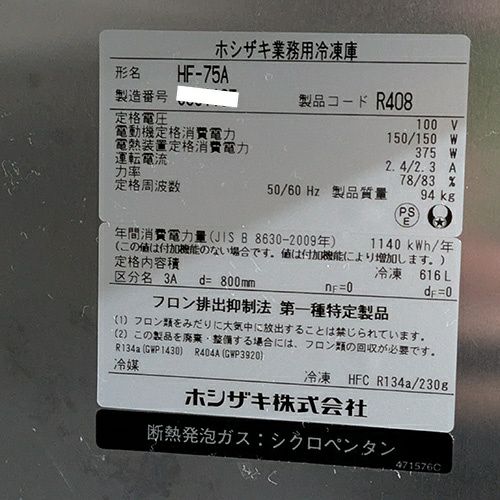 ホシザキ業務用冷凍庫
形名 HF-75A
製造番号
製品コード R408
定格電圧 100 V
電動機定格消費電力 150/150 W
電熱装置定格消費電力 375 W
運転電流 2.4/2.3 A
力率 78/83 %
定格周波数 50/60 Hz 製品質量 94 kg
PSE
年間消費電力量(JIS B 8630-2009年) 1140 kWh/年
(この値は付加機能のない場合です。値は付加機能により増加します。)
定格内容積 冷凍 616L
区分名 3A d= 800mm nF=0 dF=0
フロン排出抑制法 第一種特定製品
(1) フロン類をみだりに大気中に放出することは禁じられています。
(2) この製品を廃棄・整備する場合には、フロン類の回収が必要です。
R134a(GWP1430) R404A(GWP3920)
冷媒 冷凍 HFC R134a/230g
ホシザキ株式会社
断熱発泡ガス:シクロペンタン
471576C